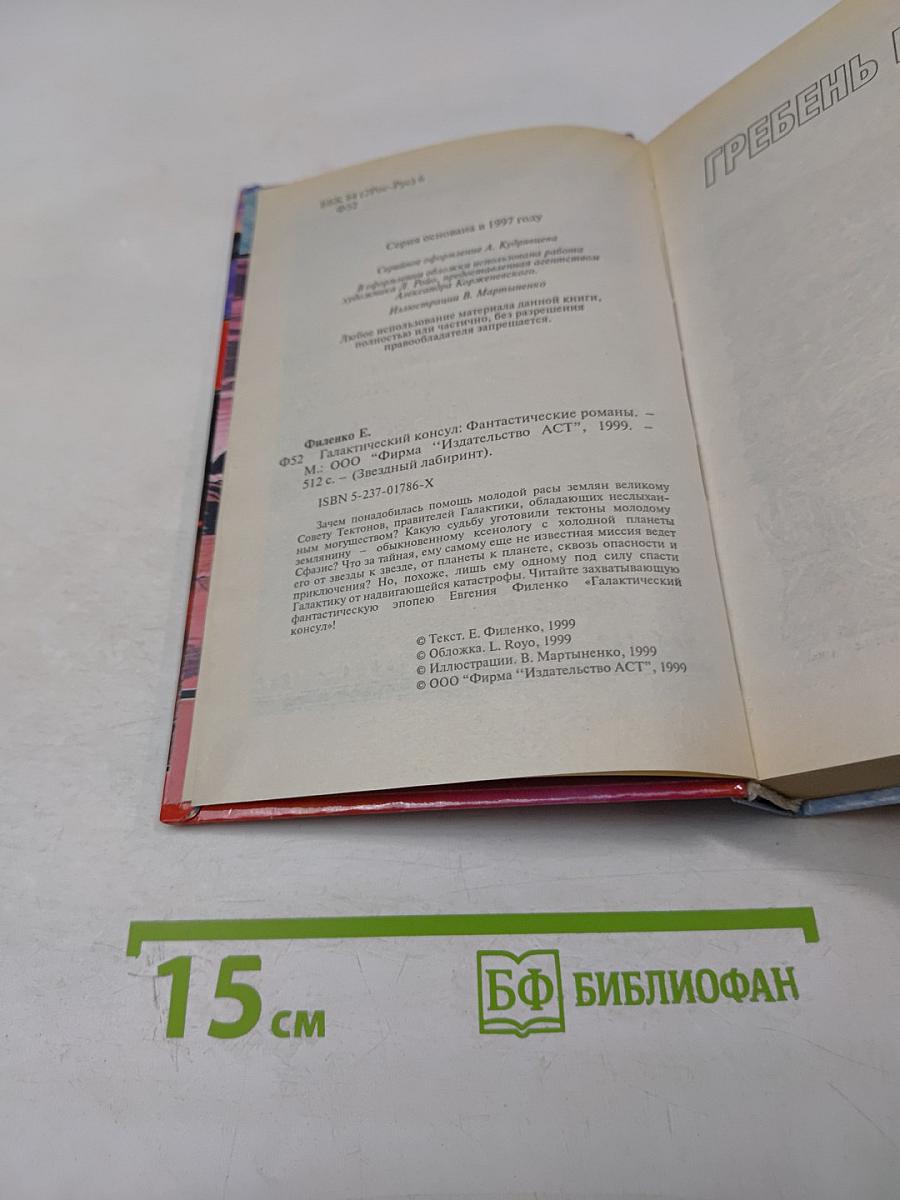 ББК 84 (2Рос-Рус) 6
Ф52
Серия основана в 1997 году
Серийное оформление А. Кудрявцева
В оформлении обложки использована работа
художника Л. Ройо, предоставленная агентством
Александра Корженевского.
Иллюстрации В. Мартыненко
Любое использование материала данной книги,
полностью или частично, без разрешения
правообладателя запрещается.
Филенко Е.
Ф52 Галактический консул: Фантастические романы. –
М.: ООО "Фирма "Издательство АСТ", 1999. –
512 с. – (Звездный лабиринт).
ISBN 5-237-01786-X
Зачем понадобилась помощь молодой расы землян великому
Совету Тектонов, правителей Галактики, обладающих неслыхан-
ным могуществом? Какую судьбу уготовили тектоны молодому
землянину – обыкновенному ксенологу с холодной планеты
Сфазис? Что за тайная, ему самому еще не известная миссия ведет
его от звезды к звезде, от планеты к планете, сквозь опасности и
приключения? Но, похоже, лишь ему одному под силу спасти
Галактику от надвигающейся катастрофы. Читайте захватывающую
фантастическую эпопею Евгения Филенко «Галактический
консул»!
© Текст. Е. Филенко, 1999
© Обложка. L. Royo, 1999
© Иллюстрации. В. Мартыненко, 1999
© ООО "Фирма "Издательство АСТ", 1999
ГРЕБЕНЬ
15 см
БФ БИБЛИОФАН